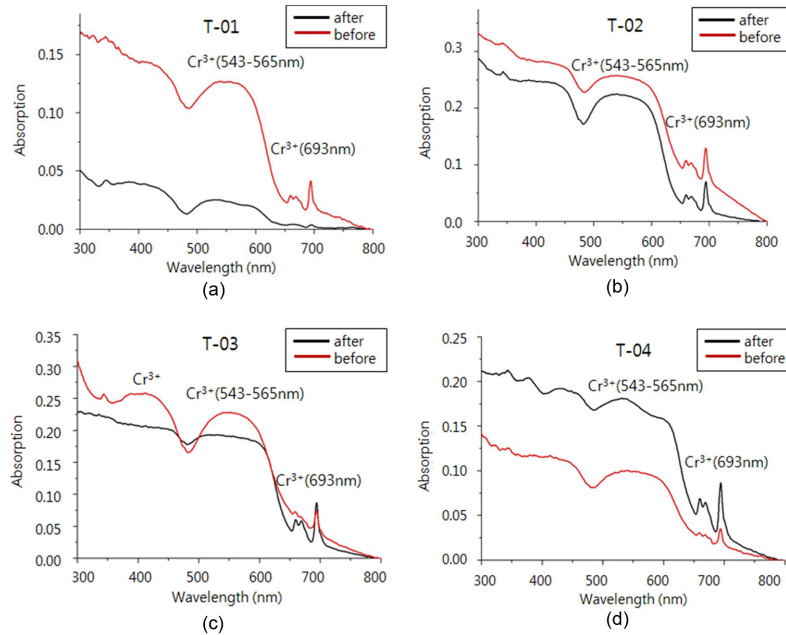 T-01
after
before
0.15
0.10
0.05
0.00
Absorption
Cr³⁺(543-565nm)
Cr³⁺(693nm)
300 400 500 600 700 800
Wavelength (nm)
(a)
T-02
after
before
0.3
0.2
0.1
0.0
Absorption
Cr³⁺(543-565nm)
Cr³⁺(693nm)
300 400 500 600 700 800
Wavelength (nm)
(b)
T-03
after
before
0.35
0.30
0.25
0.20
0.15
0.10
0.05
0.00
Absorption
Cr³⁺
Cr³⁺(543-565nm)
Cr³⁺(693nm)
300 400 500 600 700 800
Wavelength (nm)
(c)
T-04
after
before
0.25
0.20
0.15
0.10
0.05
0.00
Absorption
Cr³⁺(543-565nm)
Cr³⁺(693nm)
300 400 500 600 700 800
Wavelength (nm)
(d)